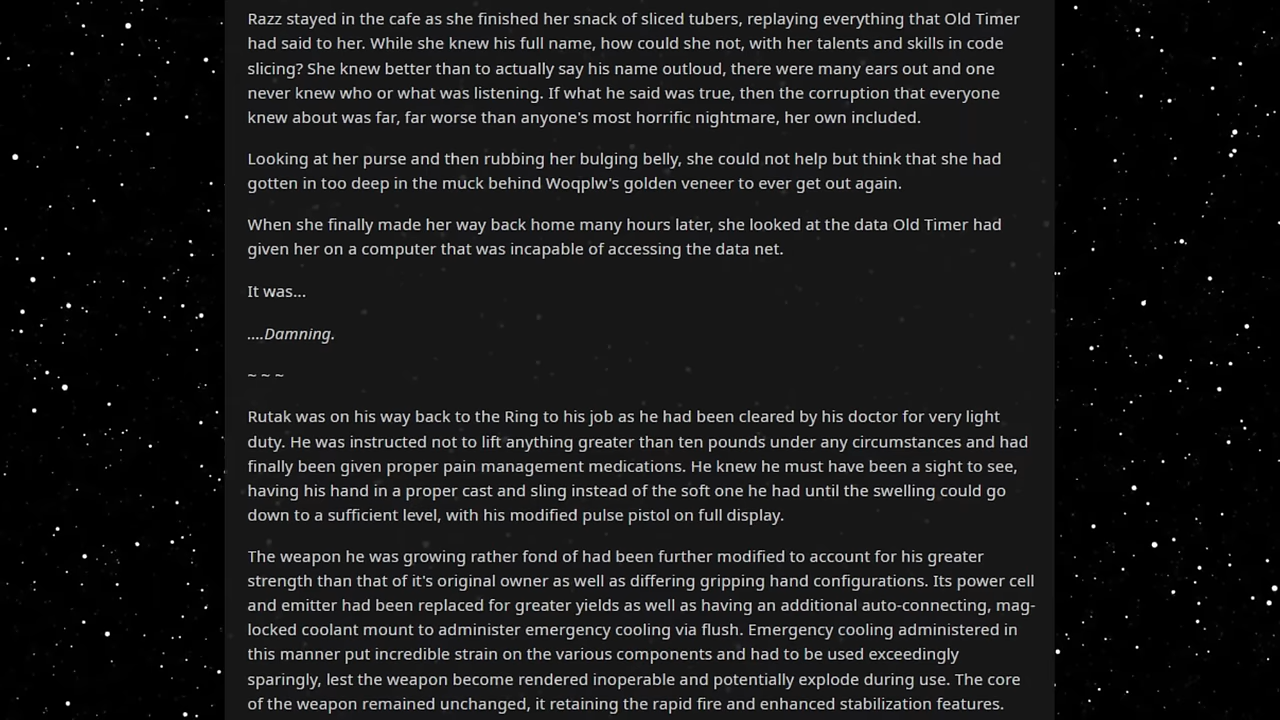 Razz stayed in the cafe as she finished her snack of sliced tubers, replaying everything that Old Timer
had said to her. While she knew his full name, how could she not, with her talents and skills in code
slicing? She knew better than to actually say his name outloud, there were many ears out and one
never knew who or what was listening. If what he said was true, then the corruption that everyone
knew about was far, far worse than anyone's most horrific nightmare, her own included.
Looking at her purse and then rubbing her bulging belly, she could not help but think that she had
gotten in too deep in the muck behind Woqplw's golden veneer to ever get out again.
When she finally made her way back home many hours later, she looked at the data Old Timer had
given her on a computer that was incapable of accessing the data net.
It was...
....Damning.
~ ~ ~
Rutak was on his way back to the Ring to his job as he had been cleared by his doctor for very light
duty. He was instructed not to lift anything greater than ten pounds under any circumstances and had
finally been given proper pain management medications. He knew he must have been a sight to see,
having his hand in a proper cast and sling instead of the soft one he had until the swelling could go
down to a sufficient level, with his modified pulse pistol on full display.
The weapon he was growing rather fond of had been further modified to account for his greater
strength than that of it's original owner as well as differing gripping hand configurations. Its power cell
and emitter had been replaced for greater yields as well as having an additional auto-connecting, mag-
locked coolant mount to administer emergency cooling via flush. Emergency cooling administered in
this manner put incredible strain on the various components and had to be used exceedingly
sparingly, lest the weapon become rendered inoperable and potentially explode during use. The core
of the weapon remained unchanged, it retaining the rapid fire and enhanced stabilization features.